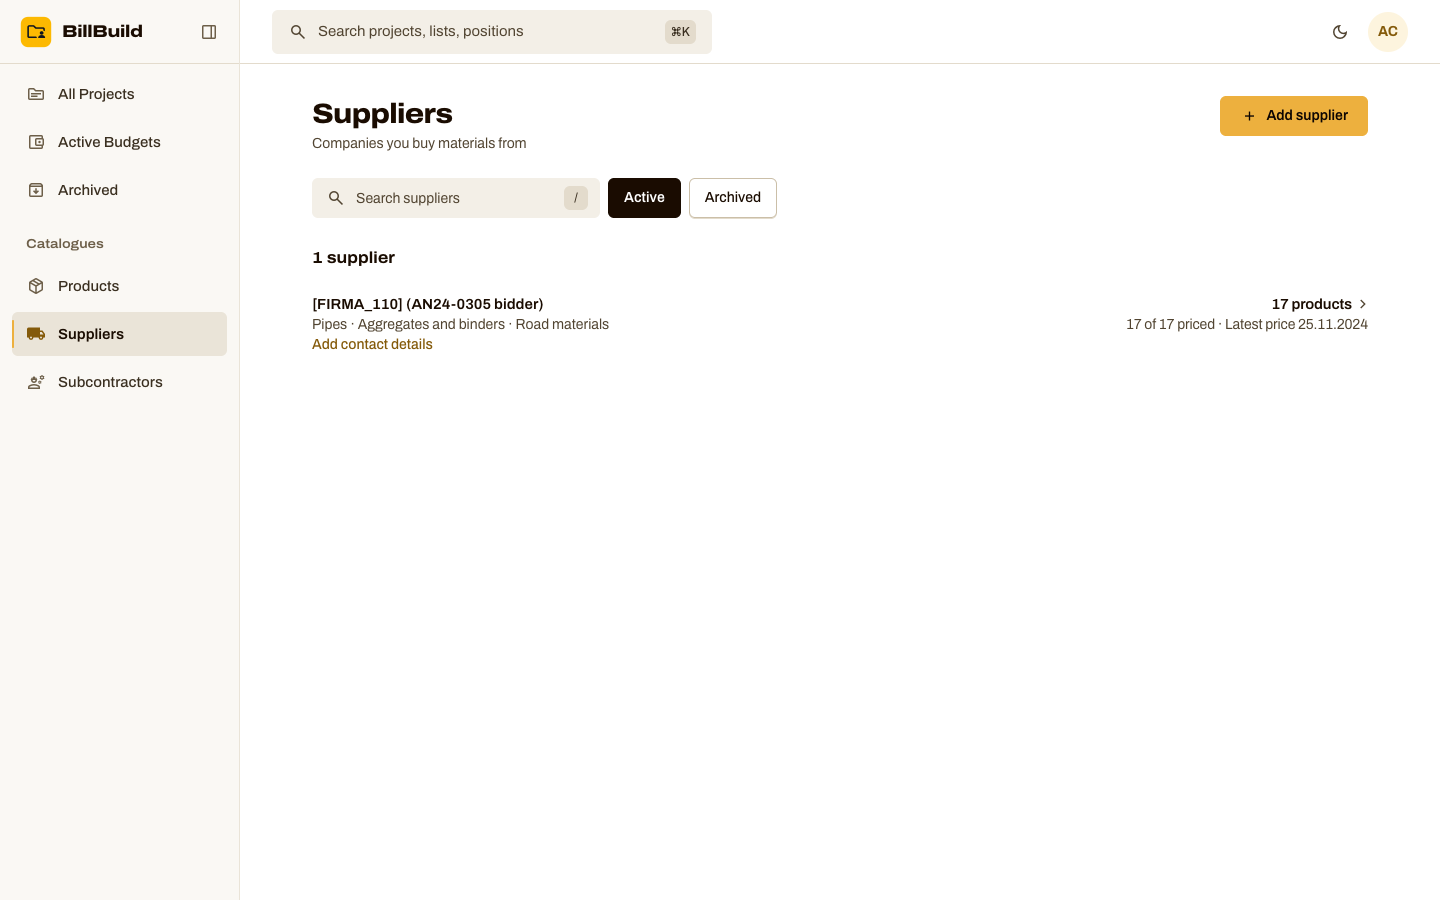 BillBuild
Search projects, lists, positions
⌘K
AC
All Projects
Active Budgets
Archived
Catalogues
Products
Suppliers
Subcontractors
Suppliers
Companies you buy materials from
Add supplier
Search suppliers
/
Active
Archived
1 supplier
[FIRMA_110] (AN24-0305 bidder)
17 products
Pipes · Aggregates and binders · Road materials
17 of 17 priced · Latest price 25.11.2024
Add contact details